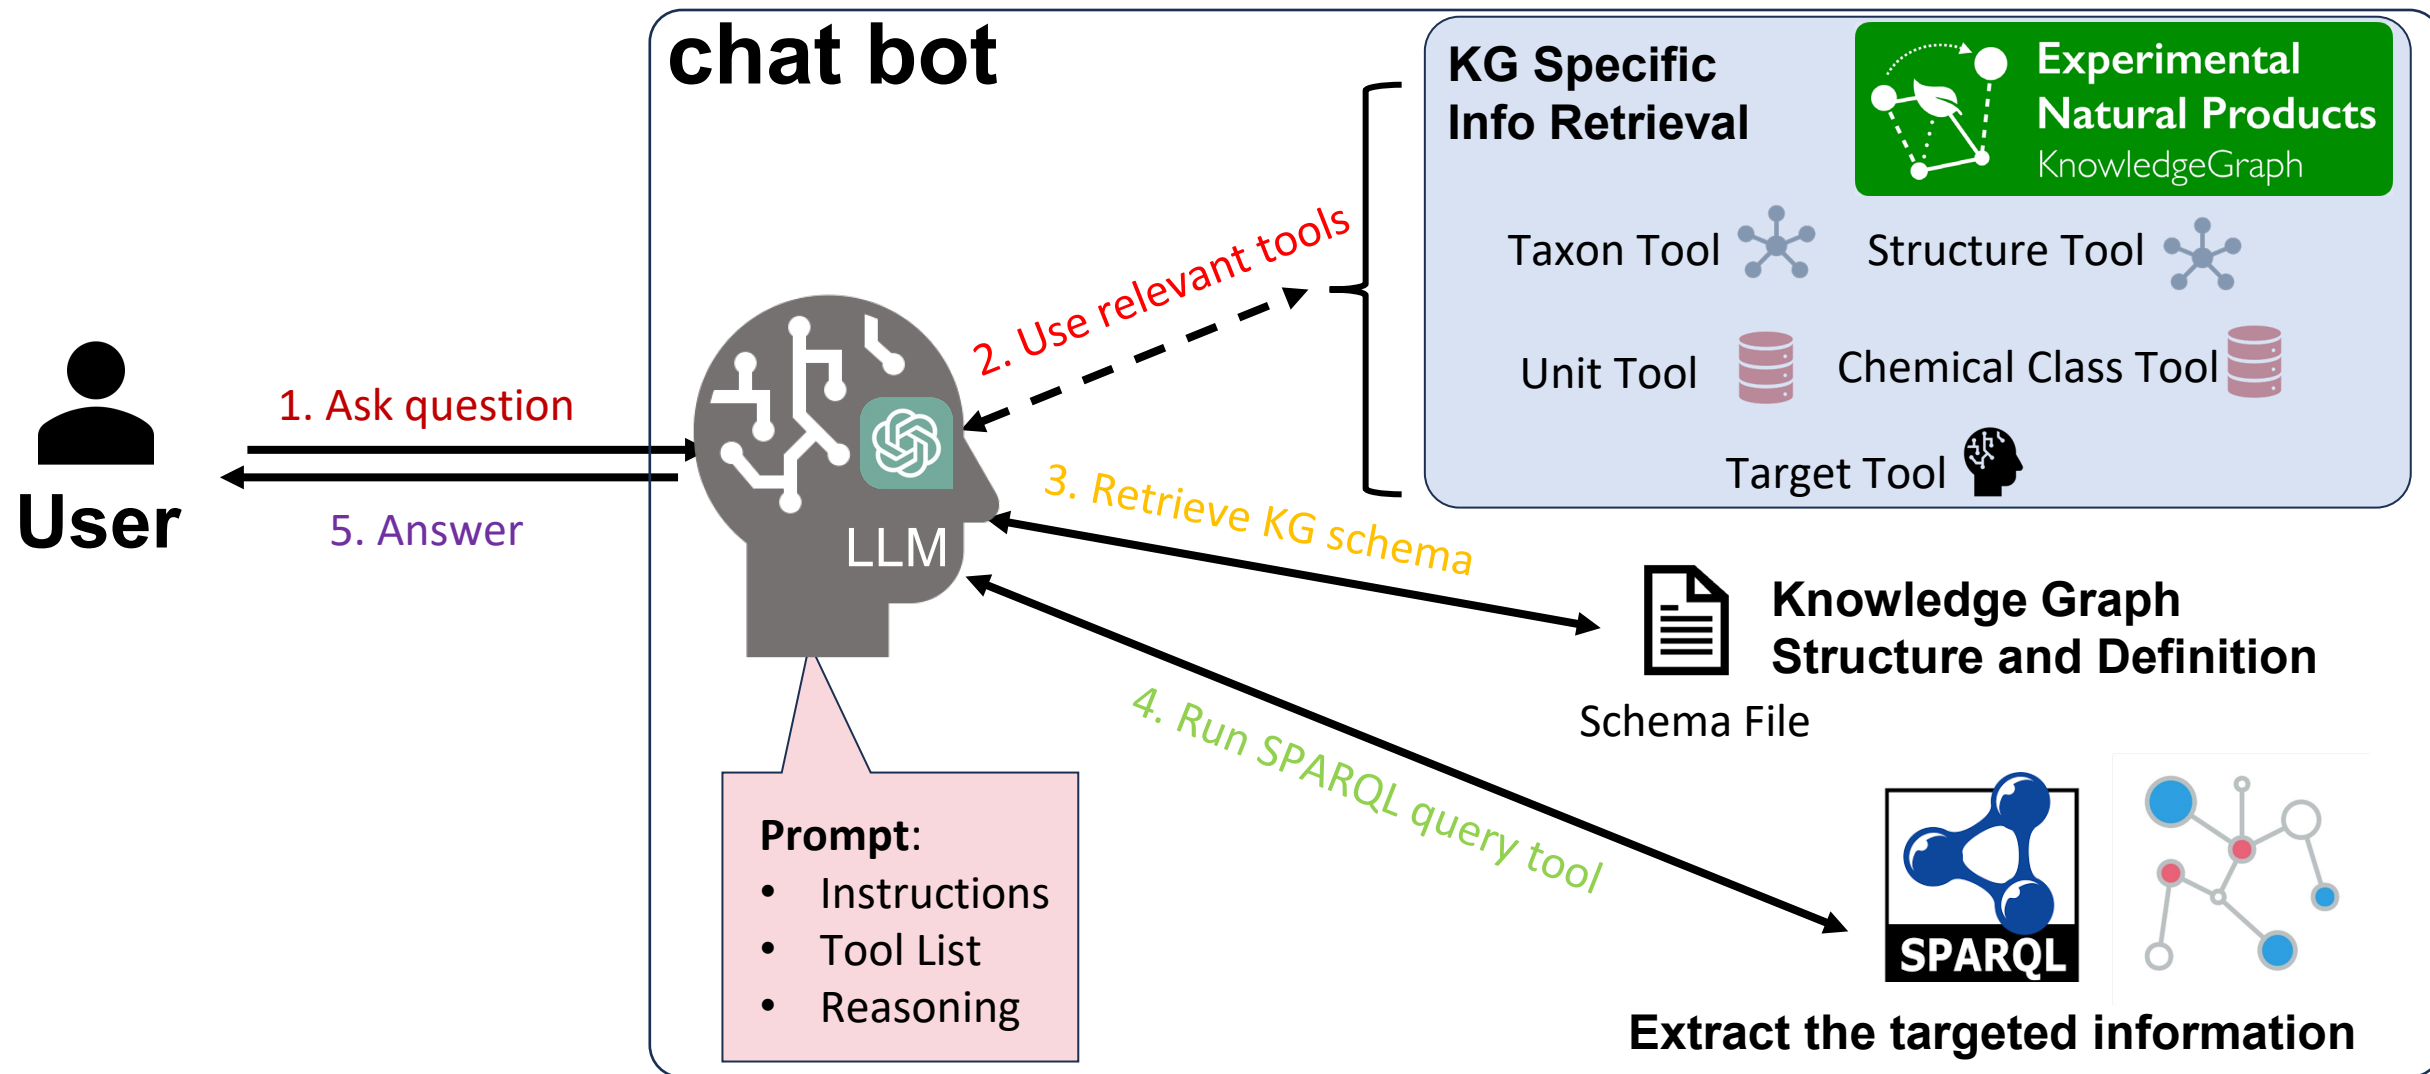 chat bot
KG Specific
Info Retrieval
Experimental
Natural Products
KnowledgeGraph
Taxon Tool
Structure Tool
Unit Tool
Chemical Class Tool
Target Tool
2. Use relevant tools
1. Ask question
5. Answer
User
LLM
3. Retrieve KG schema
Knowledge Graph
Structure and Definition
Schema File
4. Run SPARQL query tool
Prompt:
• Instructions
• Tool List
• Reasoning
SPARQL
Extract the targeted information